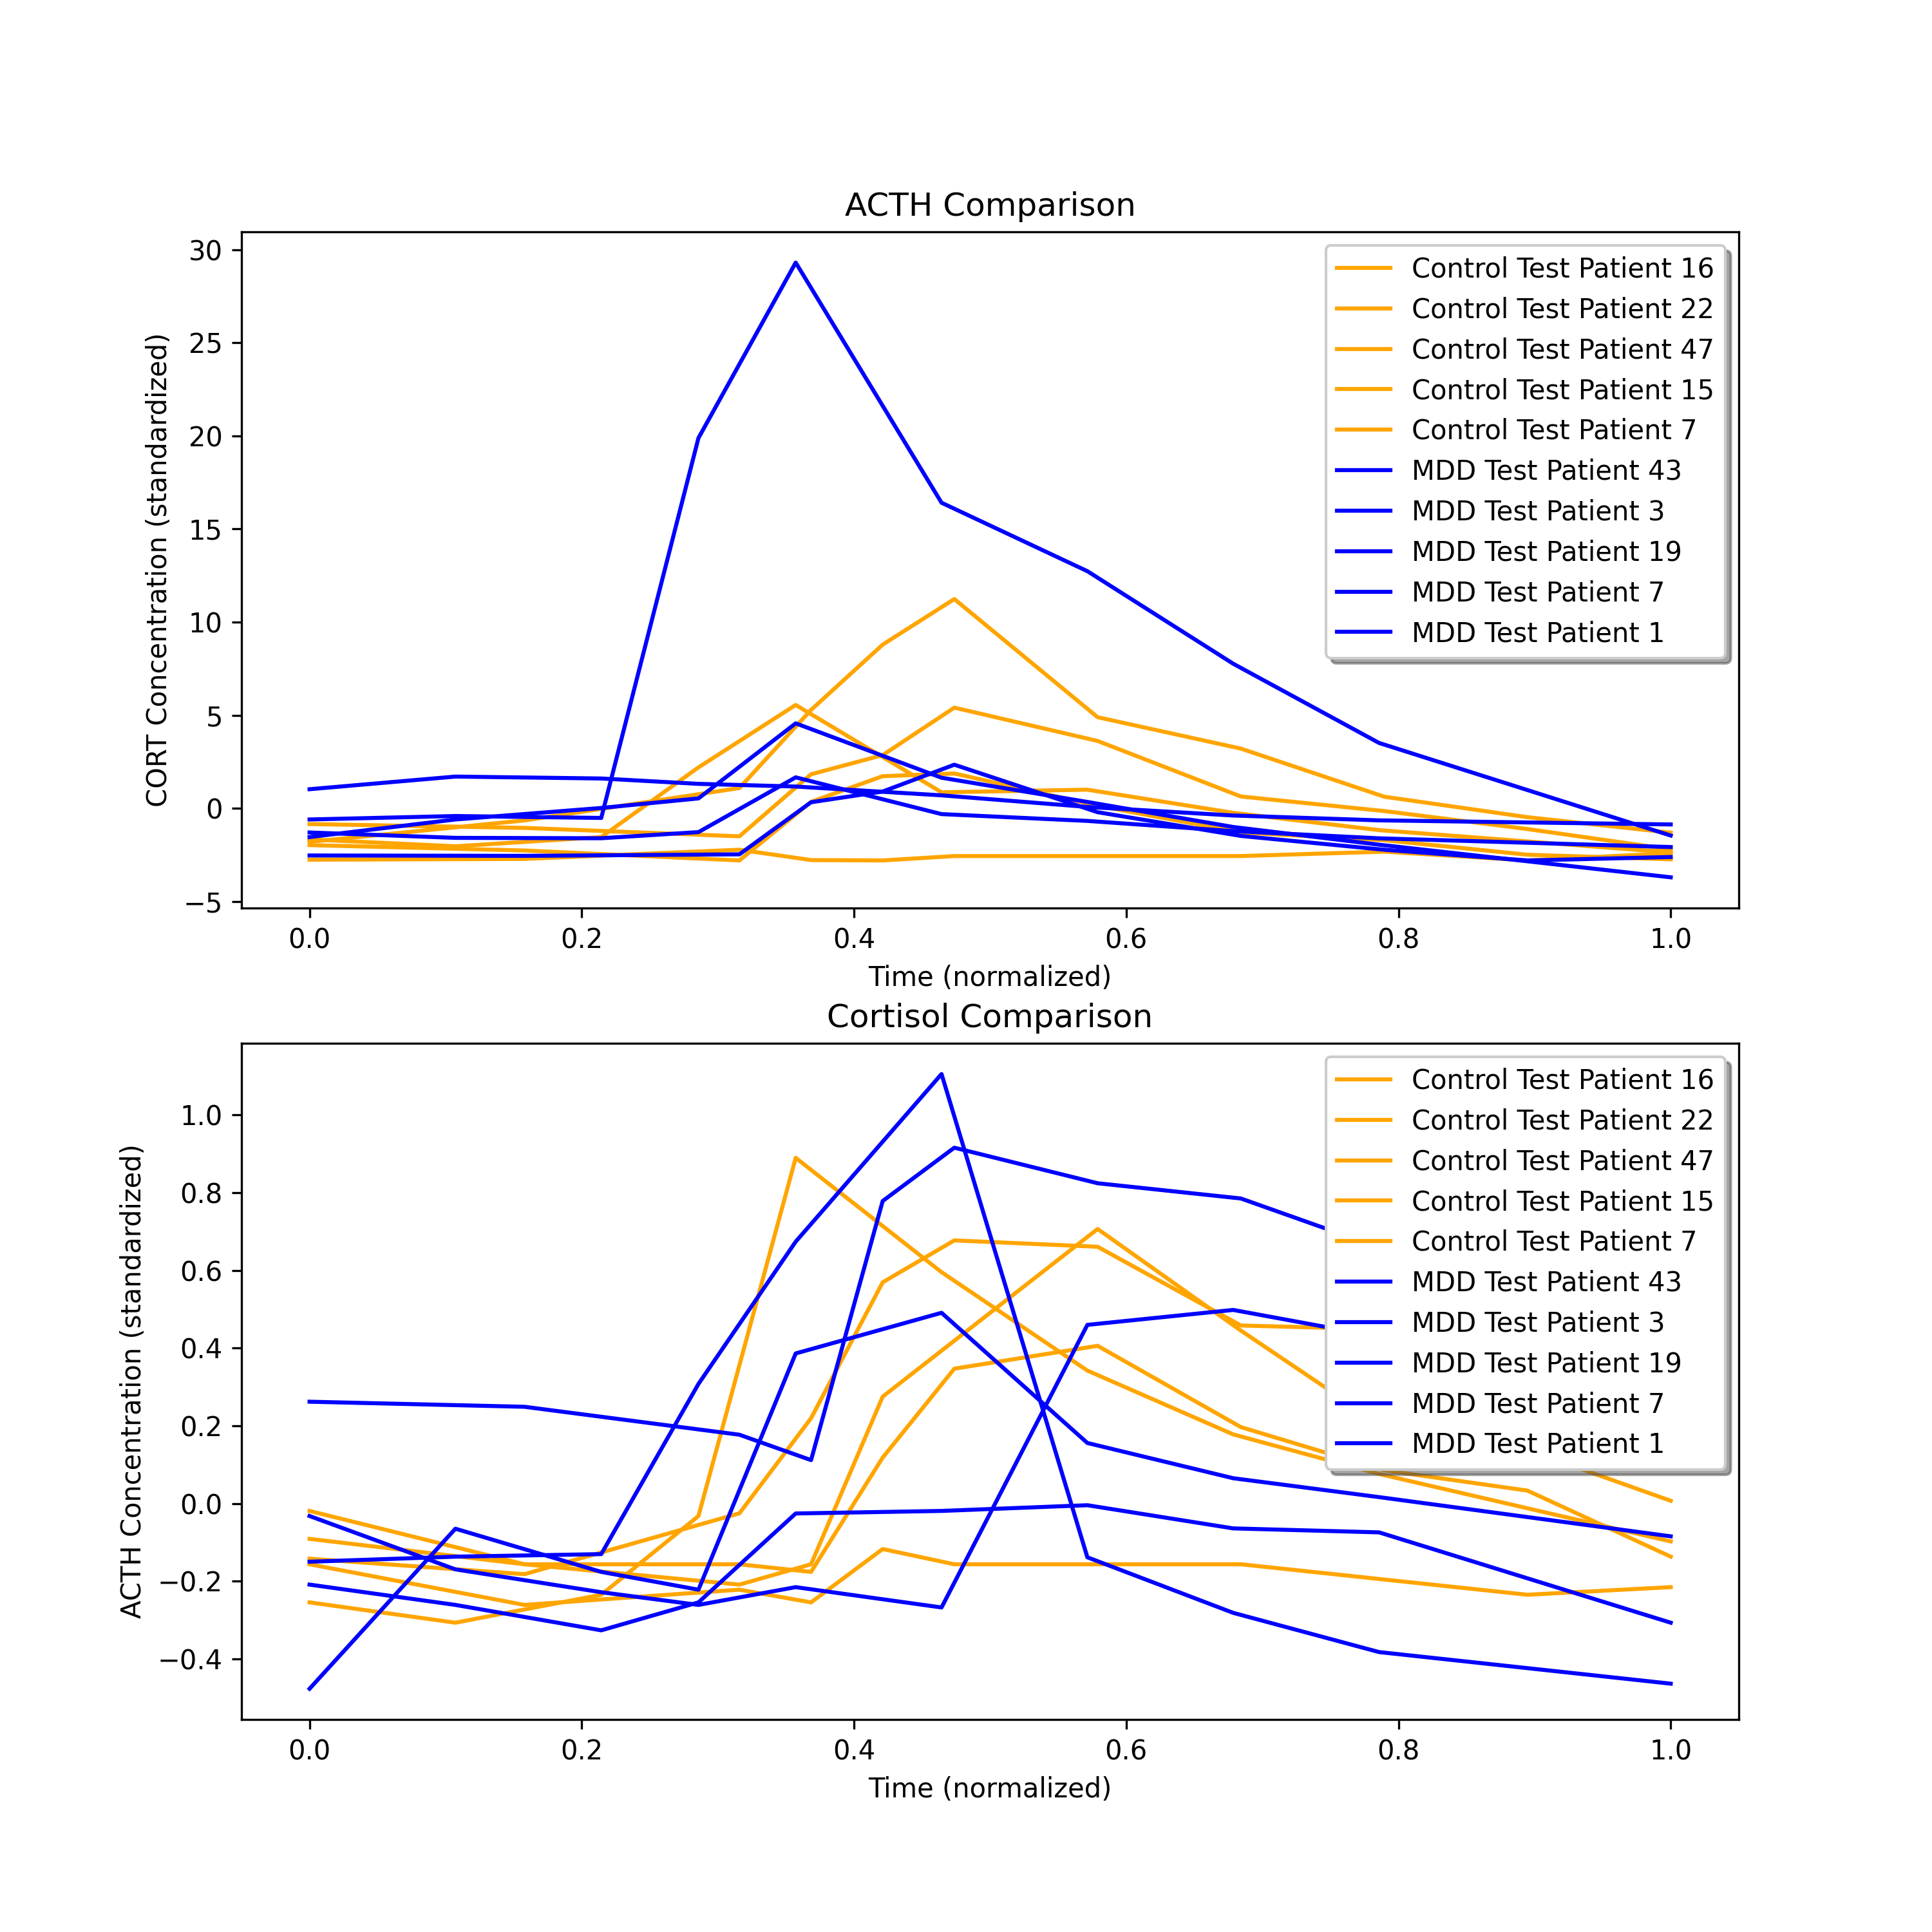 ACTH Comparison
CORT Concentration (standardized)
30
25
20
15
10
5
0
−5
Control Test Patient 16
Control Test Patient 22
Control Test Patient 47
Control Test Patient 15
Control Test Patient 7
MDD Test Patient 43
MDD Test Patient 3
MDD Test Patient 19
MDD Test Patient 7
MDD Test Patient 1
0.0 0.2 0.4 0.6 0.8 1.0
Time (normalized)
Cortisol Comparison
ACTH Concentration (standardized)
1.0
0.8
0.6
0.4
0.2
0.0
−0.2
−0.4
Control Test Patient 16
Control Test Patient 22
Control Test Patient 47
Control Test Patient 15
Control Test Patient 7
MDD Test Patient 43
MDD Test Patient 3
MDD Test Patient 19
MDD Test Patient 7
MDD Test Patient 1
0.0 0.2 0.4 0.6 0.8 1.0
Time (normalized)